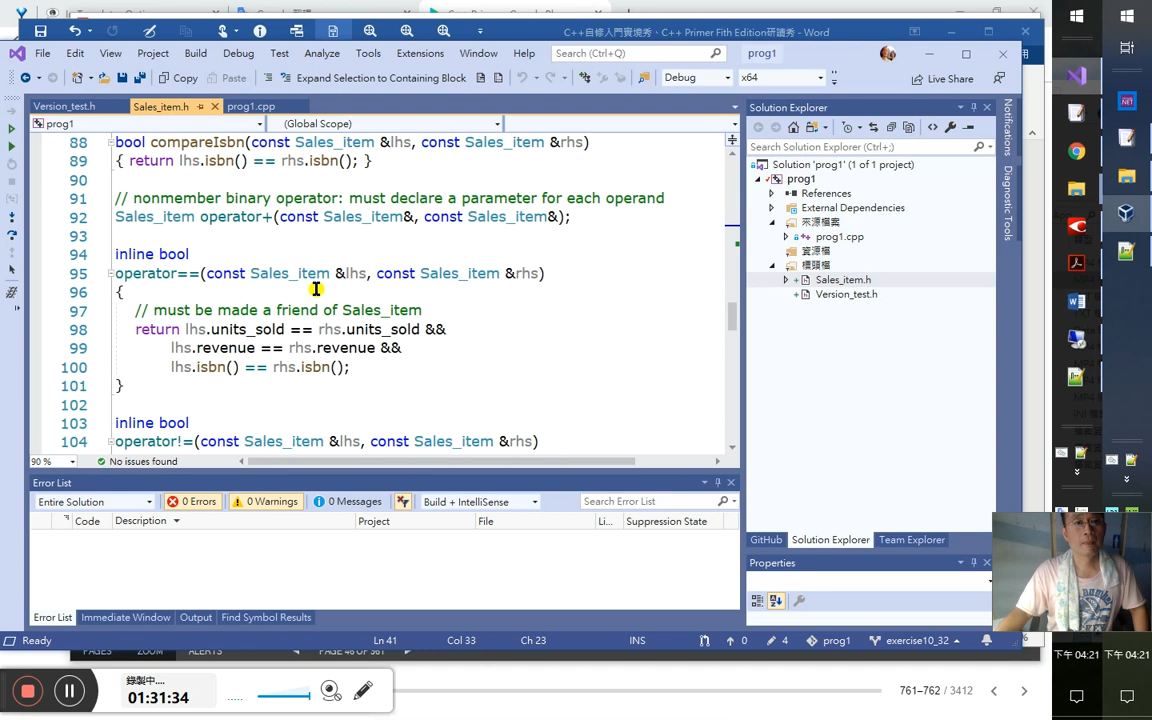 C++自修入門實境秀、C++ Primer Fifth Edition研讀秀 - Word
File Edit View Project Build Debug Test Analyze Tools Extensions Window Help Search (Ctrl+Q) prog1
Copy Paste Expand Selection to Containing Block Debug x64 Live Share
Version_test.h Sales_item.h prog1.cpp
prog1 (Global Scope)
88 bool compareIsbn(const Sales_item &lhs, const Sales_item &rhs)
89 { return lhs.isbn() == rhs.isbn(); }
90
91 // nonmember binary operator: must declare a parameter for each operand
92 Sales_item operator+(const Sales_item&, const Sales_item&);
93
94 inline bool
95 operator==(const Sales_item &lhs, const Sales_item &rhs)
96 {
97 // must be made a friend of Sales_item
98 return lhs.units_sold == rhs.units_sold &&
99 lhs.revenue == rhs.revenue &&
100 lhs.isbn() == rhs.isbn();
101 }
102
103 inline bool
104 operator!=(const Sales_item &lhs, const Sales_item &rhs)
90 % No issues found
Error List
Entire Solution 0 Errors 0 Warnings 0 Messages Build + IntelliSense Search Error List
Code Description Project File Li... Suppression State
Error List Immediate Window Output Find Symbol Results
Solution Explorer
Search Solution Explorer (Ctrl+;)
Solution 'prog1' (1 of 1 project)
prog1
References
External Dependencies
來源檔案
prog1.cpp
資源檔
標頭檔
Sales_item.h
Version_test.h
GitHub Solution Explorer Team Explorer
Properties
Notifications
Diagnostic Tools
Ready Ln 41 Col 33 Ch 23 INS 0 4 prog1 exercise10_32
PAGES ZOOM ALERTS PAGE 46 OF 961
錄製中....
01:31:34
761–762 / 3412
下午 04:21 下午 04:21